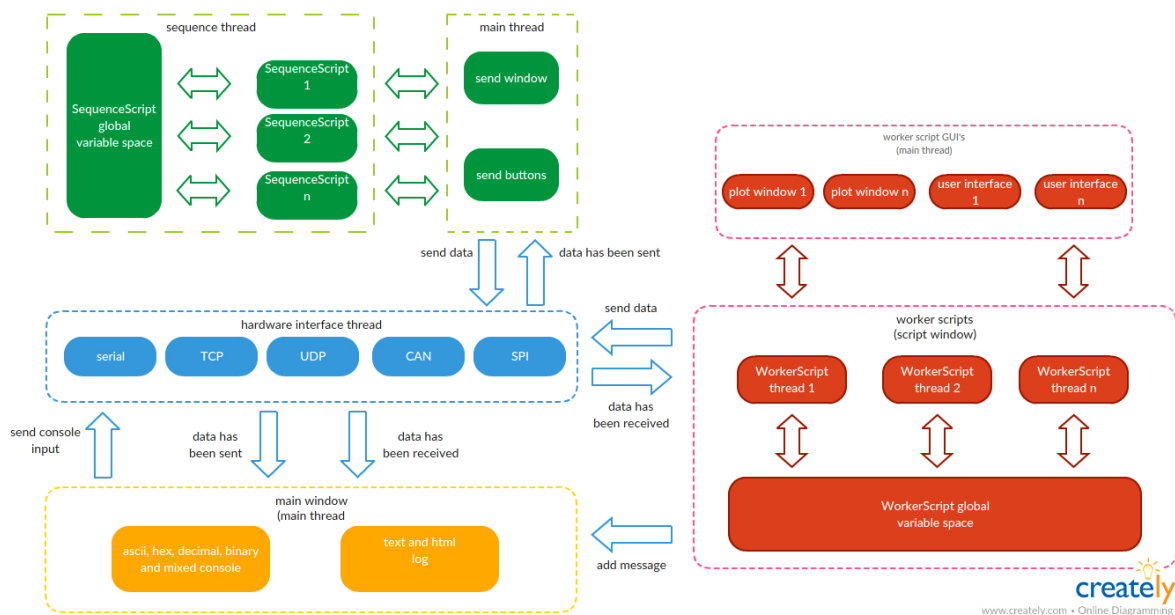 sequence thread
SequenceScript
global
variable space
SequenceScript
1
SequenceScript
2
SequenceScript
n
main thread
send window
send buttons
worker script GUI's
(main thread)
plot window 1
plot window n
user interface
1
user interface
n
send data
data has been sent
hardware interface thread
serial
TCP
UDP
CAN
SPI
send data
data has
been received
worker scripts
(script window)
WorkerScript
thread 1
WorkerScript
thread 2
WorkerScript
thread n
WorkerScript global
variable space
send console
input
data has
been sent
data has
been received
main window
(main thread)
ascii, hex, decimal, binary
and mixed console
text and html
log
add message
creately
www.creately.com • Online Diagramming